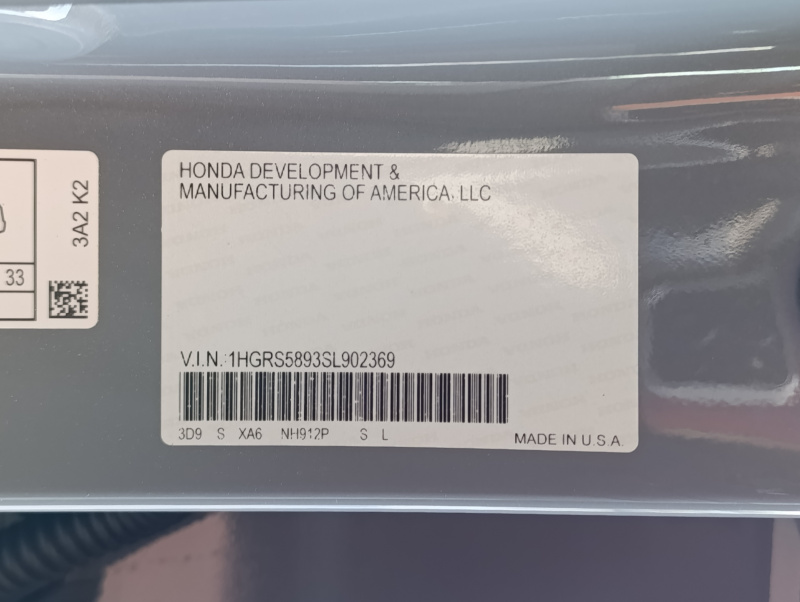 HONDA DEVELOPMENT &
MANUFACTURING OF AMERICA, LLC
V.I.N.:1HGRS5893SL902369
3D9 S XA6 NH912P S L
MADE IN U.S.A.
3A2 K2
33